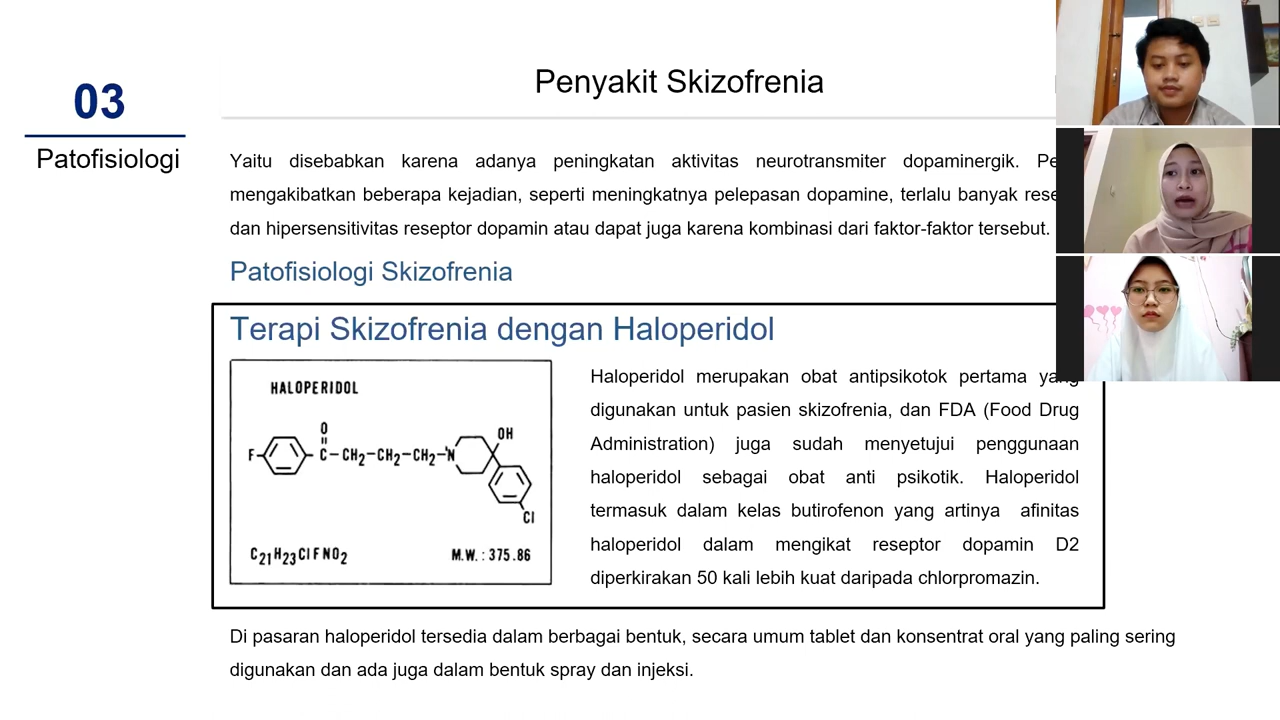 03
Patofisiologi
Penyakit Skizofrenia
Yaitu disebabkan karena adanya peningkatan aktivitas neurotransmiter dopaminergik.
mengakibatkan beberapa kejadian, seperti meningkatnya pelepasan dopamine, terlalu banyak
dan hipersensitivitas reseptor dopamin atau dapat juga karena kombinasi dari faktor-faktor tersebut.
Patofisiologi Skizofrenia
Terapi Skizofrenia dengan Haloperidol
HALOPERIDOL
O
OH
F C-CH2-CH2-CH2-N
Cl
C21H23ClFNO2
M.W.: 375.86
Haloperidol merupakan obat antipsikotok pertama yang
digunakan untuk pasien skizofrenia, dan FDA (Food Drug
Administration) juga sudah menyetujui penggunaan
haloperidol sebagai obat anti psikotik. Haloperidol
termasuk dalam kelas butirofenon yang artinya afinitas
haloperidol dalam mengikat reseptor dopamin D2
diperkirakan 50 kali lebih kuat daripada chlorpromazin.
Di pasaran haloperidol tersedia dalam berbagai bentuk, secara umum tablet dan konsentrat oral yang paling sering
digunakan dan ada juga dalam bentuk spray dan injeksi.